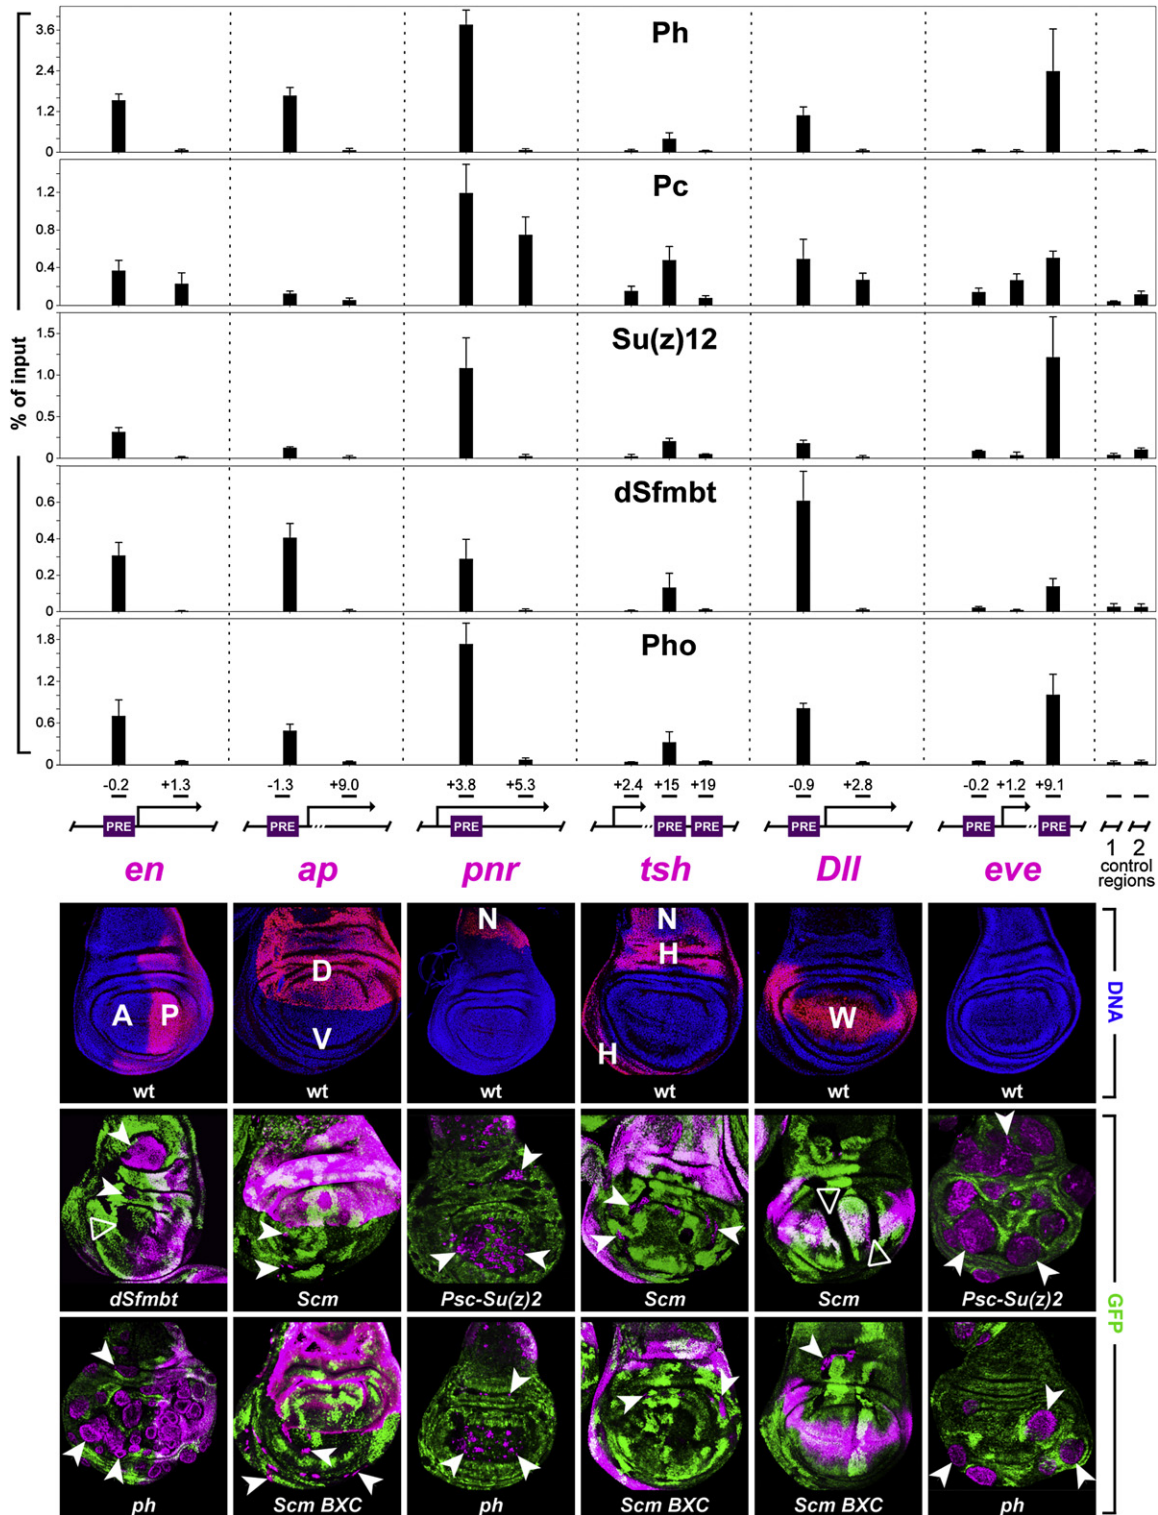 % of input
3.6
2.4
1.2
0
Ph
1.2
0.8
0.4
0
Pc
1.5
1.0
0.5
0
Su(z)12
0.6
0.4
0.2
0
dSfmbt
1.8
1.2
0.6
0
Pho
-0.2 +1.3 -1.3 +9.0 +3.8 +5.3 +2.4 +15 +19 -0.9 +2.8 -0.2 +1.2 +9.1
PRE PRE PRE PRE PRE PRE PRE PRE
en ap pnr tsh Dll eve
1 2
control
regions
A P D V N N H H W
wt wt wt wt wt wt
DNA
dSfmbt Scm Psc-Su(z)2 Scm Scm Psc-Su(z)2
GFP
ph Scm BXC ph Scm BXC Scm BXC ph